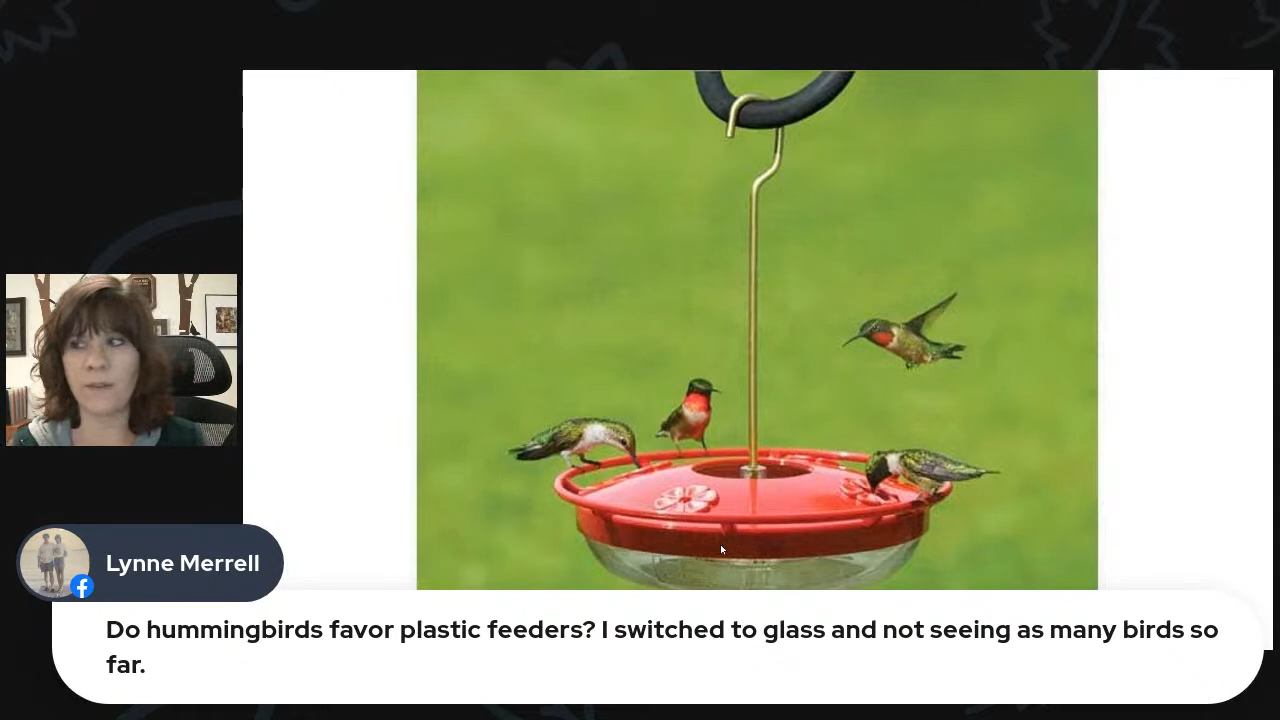 Lynne Merrell
Do hummingbirds favor plastic feeders? I switched to glass and not seeing as many birds so
far.